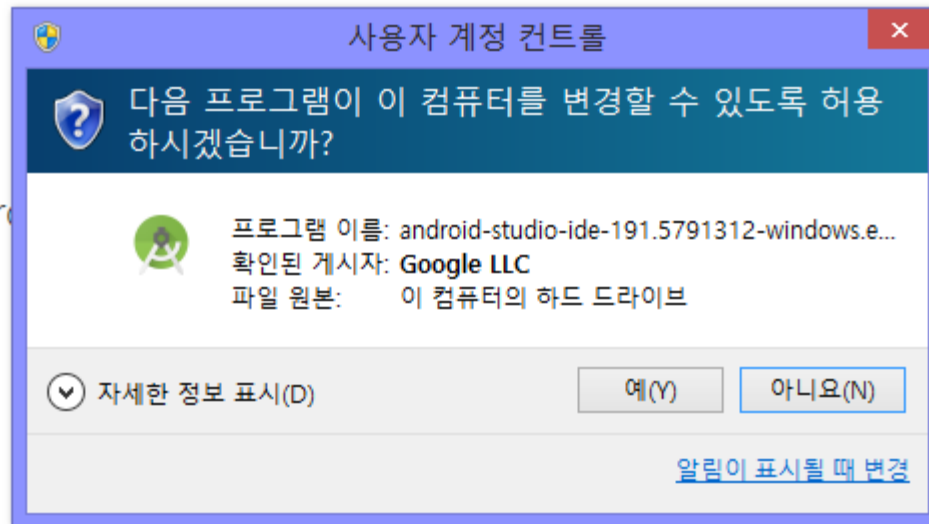 사용자 계정 컨트롤
다음 프로그램이 이 컴퓨터를 변경할 수 있도록 허용
하시겠습니까?
프로그램 이름: android-studio-ide-191.5791312-windows.e...
확인된 게시자: Google LLC
파일 원본: 이 컴퓨터의 하드 드라이브
자세한 정보 표시(D)
예(Y)
아니요(N)
알림이 표시될 때 변경